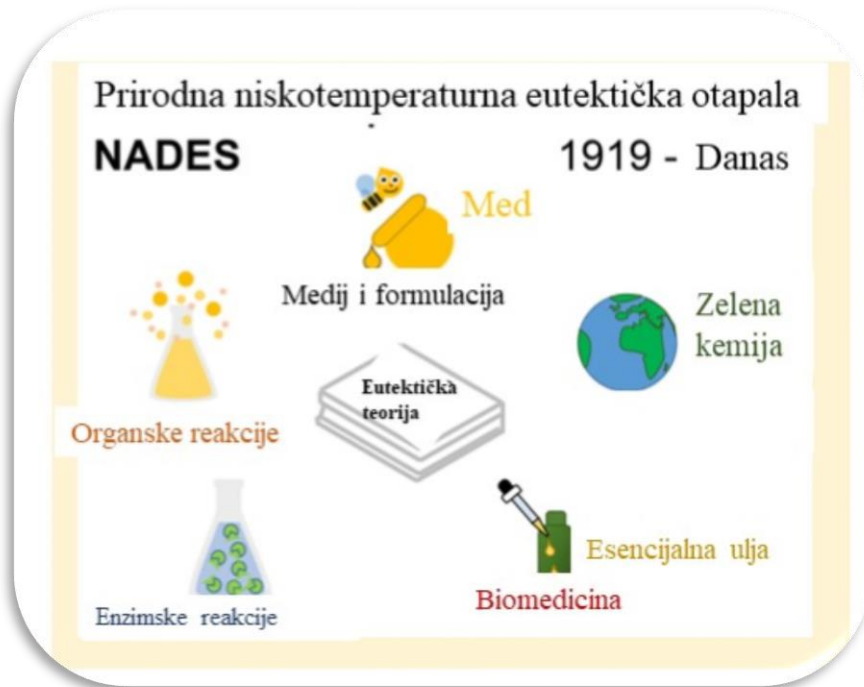 Prirodna niskotemperaturna eutektička otapala
NADES
1919 - Danas
Med
Medij i formulacija
Zelena
kemija
Eutektička
teorija
Organske reakcije
Esencijalna ulja
Biomedicina
Enzimske reakcije